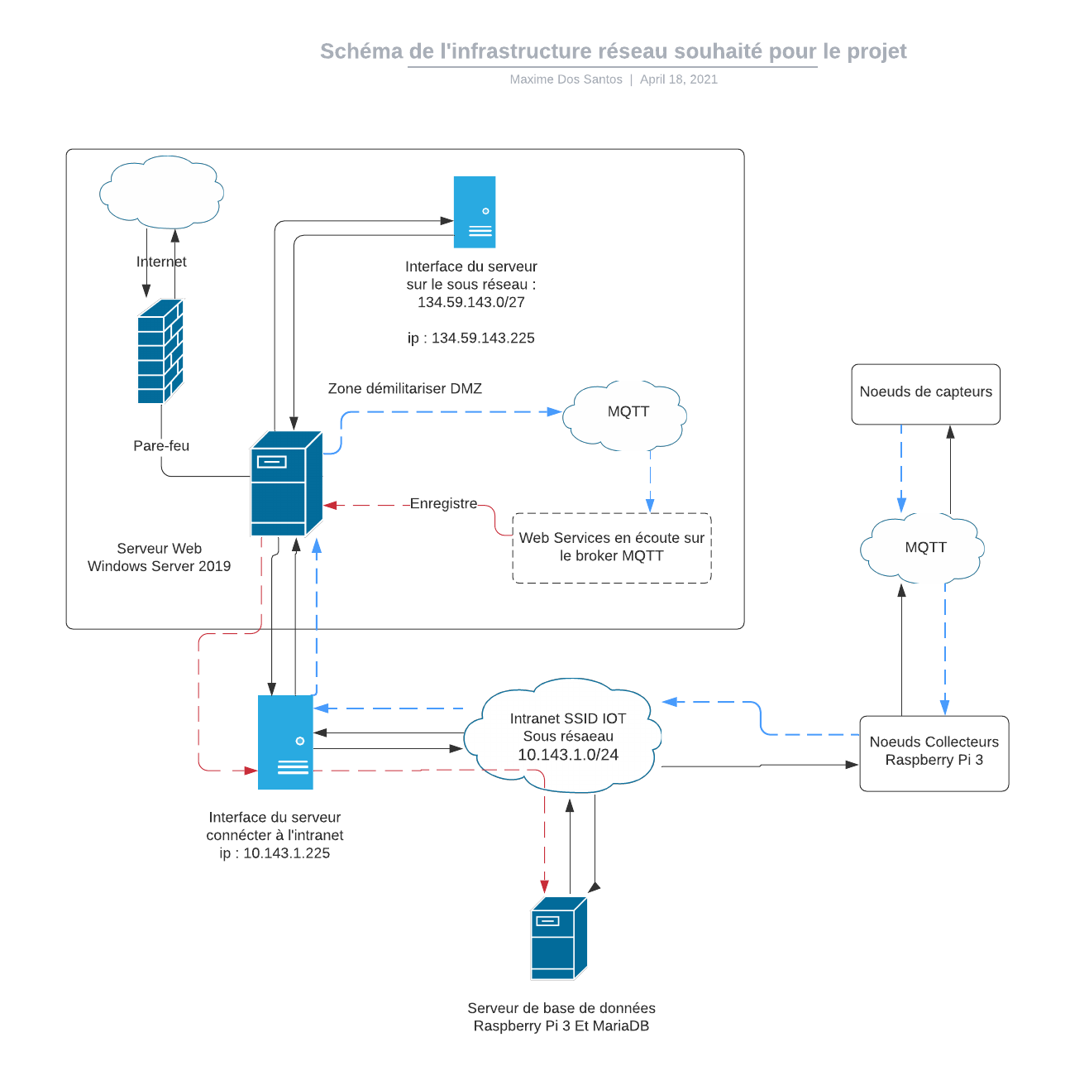 Schéma de l'infrastructure réseau souhaité pour le projet
Maxime Dos Santos | April 18, 2021
Internet
Interface du serveur
sur le sous réseau :
134.59.143.0/27
ip : 134.59.143.225
Zone démilitariser DMZ
MQTT
Noeuds de capteurs
Pare-feu
Enregistre
Web Services en écoute sur
le broker MQTT
Serveur Web
Windows Server 2019
MQTT
Intranet SSID IOT
Sous résaeau
10.143.1.0/24
Noeuds Collecteurs
Raspberry Pi 3
Interface du serveur
connécter à l'intranet
ip : 10.143.1.225
Serveur de base de données
Raspberry Pi 3 Et MariaDB